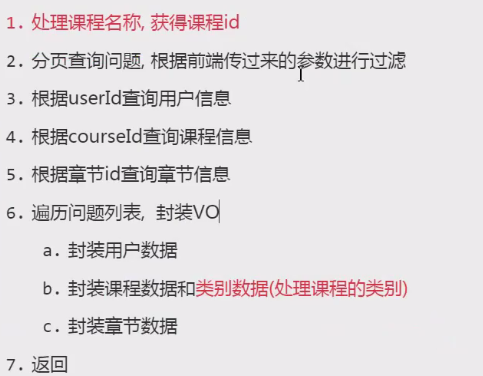 1. 处理课程名称, 获得课程id
2. 分页查询问题, 根据前端传过来的参数进行过滤
3. 根据userId查询用户信息
4. 根据courseId查询课程信息
5. 根据章节id查询章节信息
6. 遍历问题列表, 封装VO
a. 封装用户数据
b. 封装课程数据和类别数据(处理课程的类别)
c. 封装章节数据
7. 返回